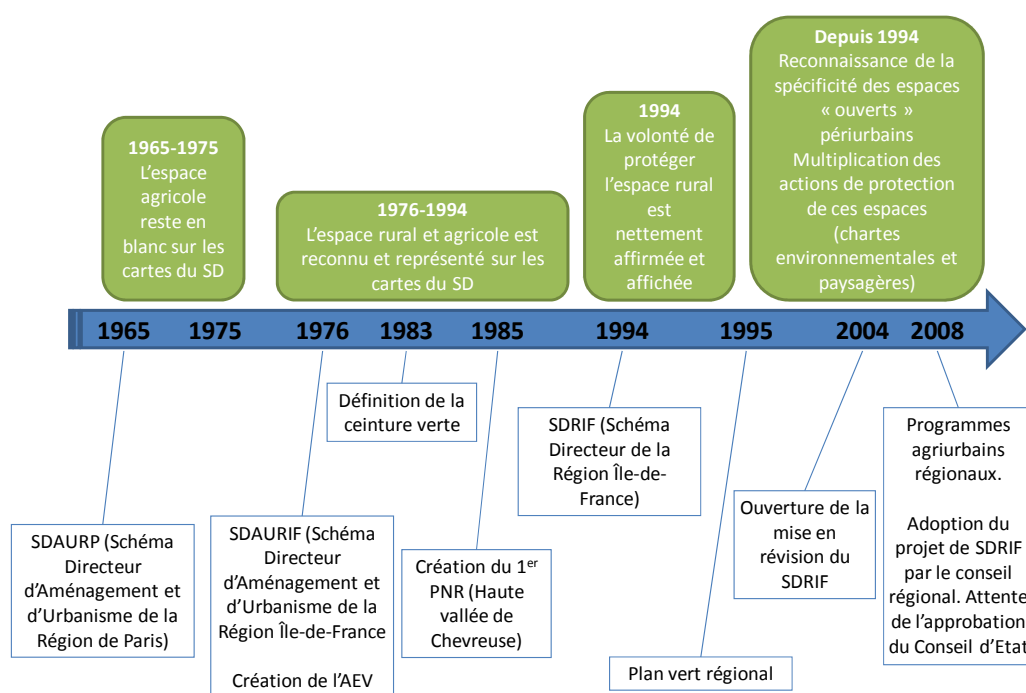 1965-1975
L’espace
agricole
reste en
blanc sur les
cartes du SD
1976-1994
L’espace rural et agricole est
reconnu et représenté sur les
cartes du SD
1994
La volonté de
protéger
l’espace rural
est
nettement
affirmée et
affichée
Depuis 1994
Reconnaissance de la
spécificité des espaces
« ouverts »
périurbains
Multiplication des
actions de protection
de ces espaces
(chartes
environnementales et
paysagères)
1965 1975 1976 1983 1985 1994 1995 2004 2008
SDAURP (Schéma
Directeur
d’Aménagement et
d’Urbanisme de la
Région de Paris)
SDAURIF (Schéma
Directeur
d’Aménagement et
d’Urbanisme de la
Région Île-de-France
Création de l’AEV
Définition de la
ceinture verte
Création du 1er
PNR (Haute
vallée de
Chevreuse)
SDRIF (Schéma
Directeur de la
Région Île-de-
France)
Plan vert régional
Ouverture de la
mise en
révision du
SDRIF
Programmes
agriurbains
régionaux.
Adoption du
projet de SDRIF
par le conseil
régional. Attente
de l’approbation
du Conseil d’Etat